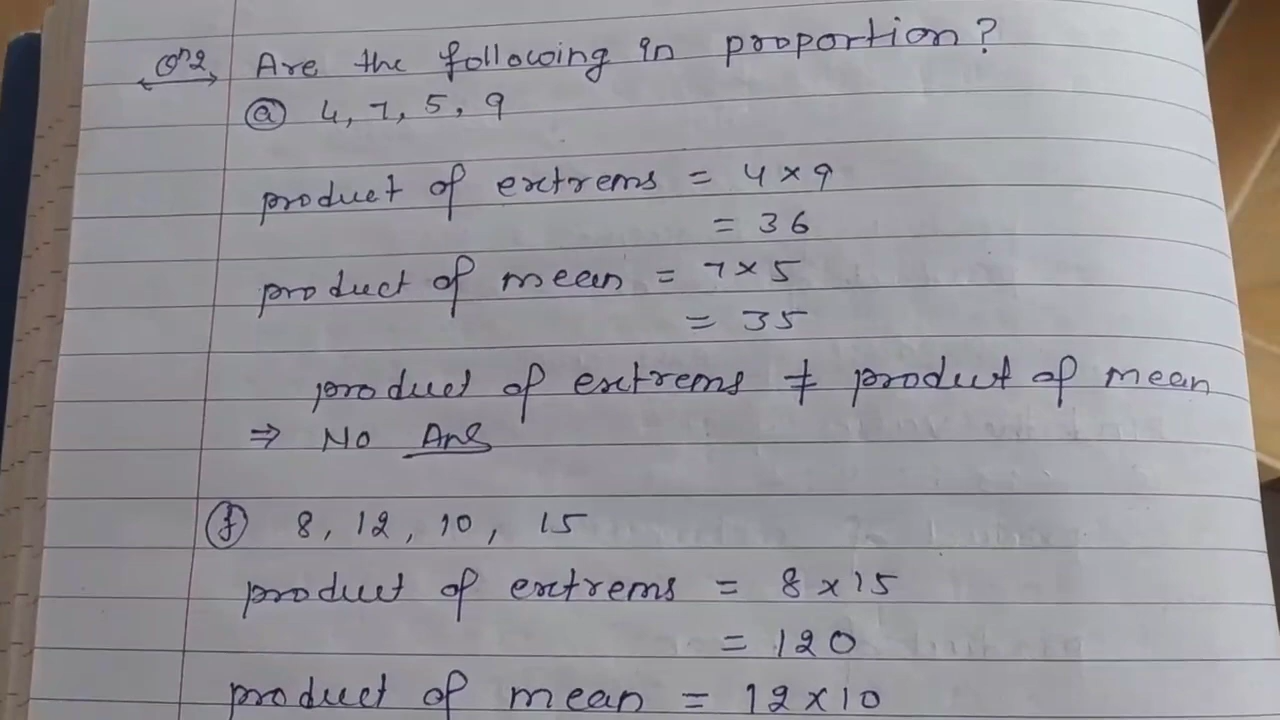 Qⁿ2 Are the following in proportion?
(a) 4, 7, 5, 9
product of extrems = 4 × 9
= 36
product of mean = 7 × 5
= 35
product of extrems ≠ product of mean
⇒ No Ans
(f) 8, 12, 10, 15
product of extrems = 8 × 15
= 120
product of mean = 12 × 10